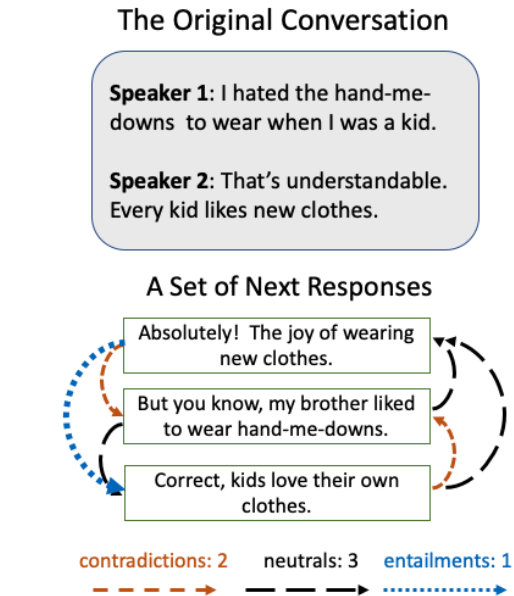 The Original Conversation
Speaker 1: I hated the hand-me-
downs to wear when I was a kid.
Speaker 2: That's understandable.
Every kid likes new clothes.
A Set of Next Responses
Absolutely! The joy of wearing
new clothes.
But you know, my brother liked
to wear hand-me-downs.
Correct, kids love their own
clothes.
contradictions: 2 neutrals: 3 entailments: 1